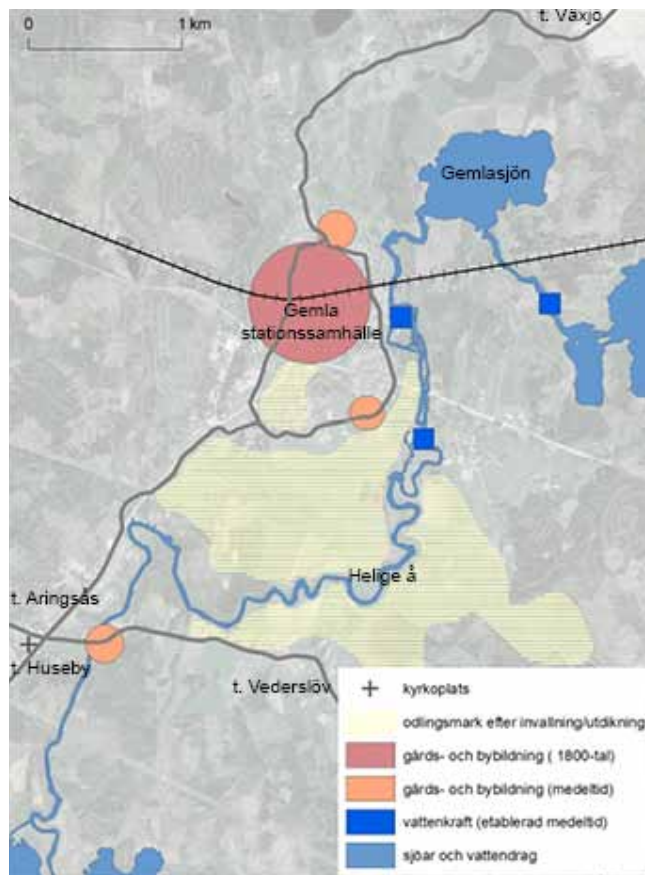 t. Växjö
0 1 km
Gemlasjön
Gemla
stationssamhälle
Helige å
t. Aringsås
t. Huseby
t. Vederslöv
kyrkoplats
odlingsmark efter invallning/utdikning
gårds- och bybildning ( 1800-tal)
gårds- och bybildning (medeltid)
vattenkraft (etablerad medeltid)
sjöar och vattendrag